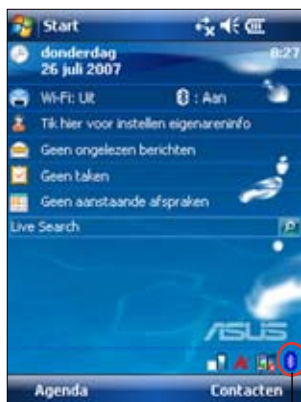 Start
donderdag 8:27
26 juli 2007
Wi-Fi: Uit : Aan
Tik hier voor instellen eigenareninfo
Geen ongelezen berichten
Geen taken
Geen aanstaande afspraken
Live Search
ASUS
Agenda Contacten